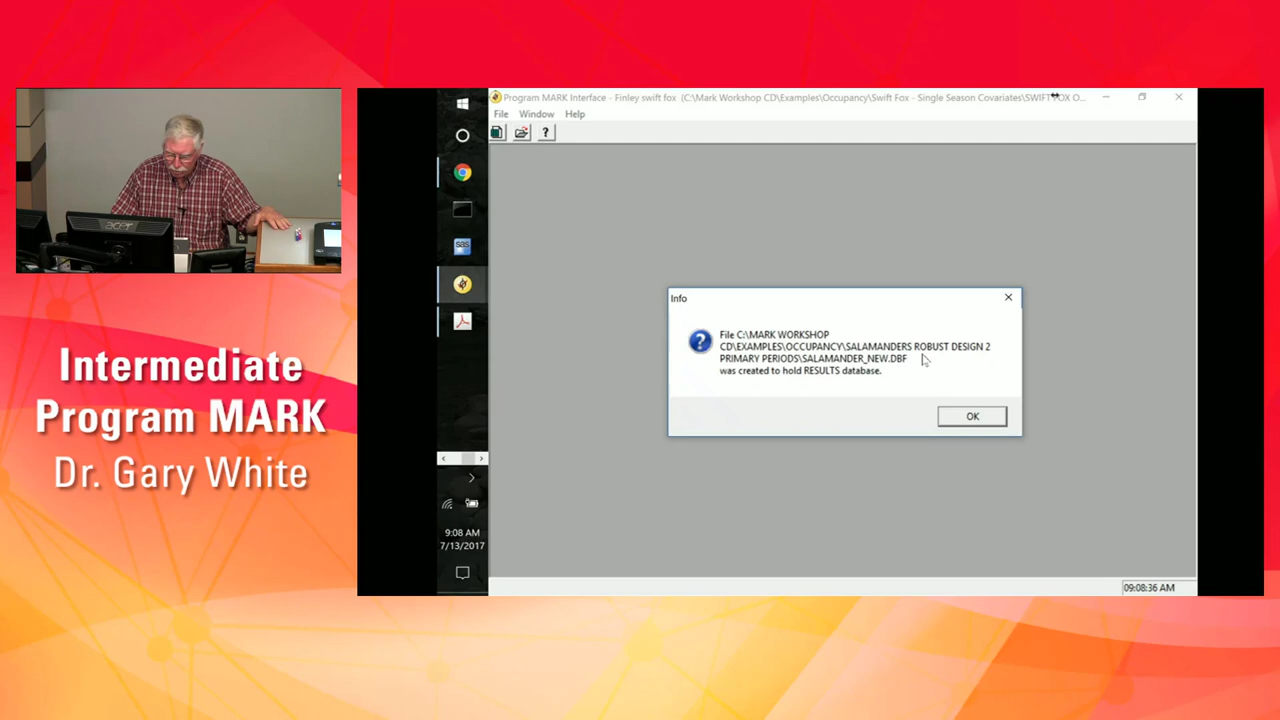 Program MARK Interface - Finley swift fox (C:\Mark Workshop CD\Examples\Occupancy\Swift Fox - Single Season Covariates\SWIFT FOX O...
File Window Help
?
acer
sas
Info
File C:\MARK WORKSHOP
CD\EXAMPLES\OCCUPANCY\SALAMANDERS ROBUST DESIGN 2
PRIMARY PERIODS\SALAMANDER_NEW.DBF
was created to hold RESULTS database.
OK
Intermediate
Program MARK
Dr. Gary White
9:08 AM
7/13/2017
09:08:36 AM